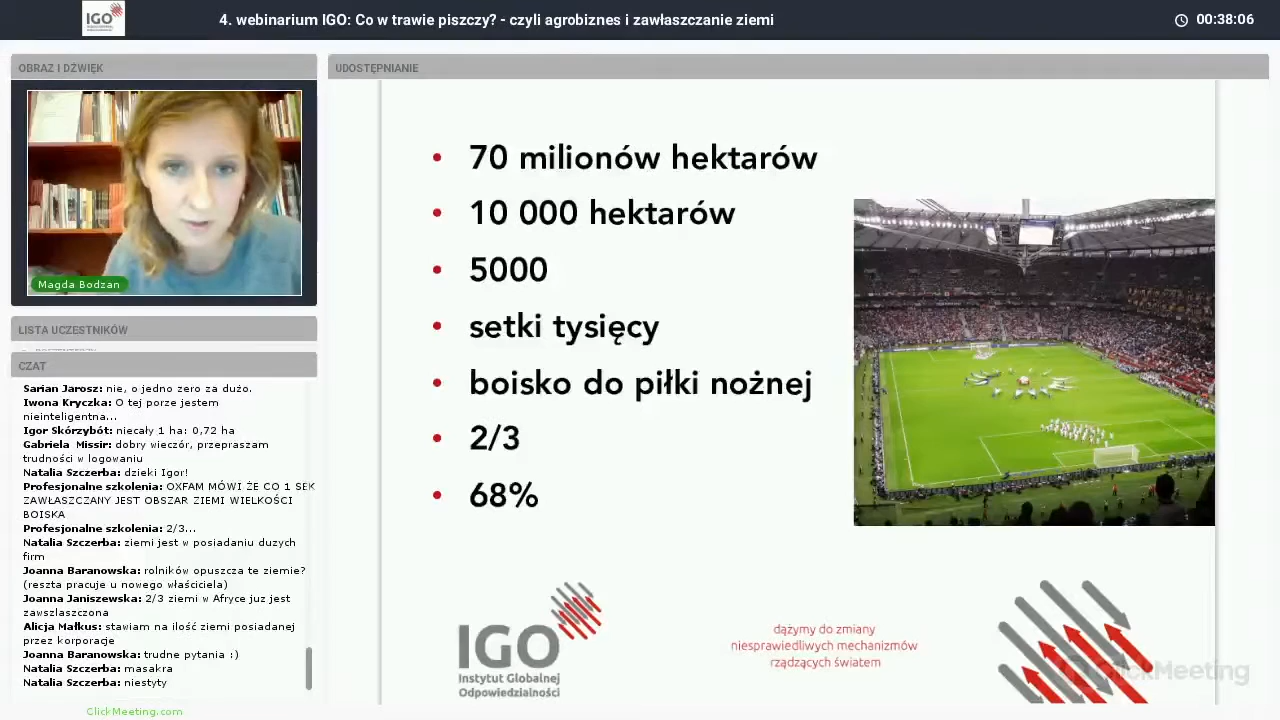 IGO
4. webinarium IGO: Co w trawie piszczy? - czyli agrobiznes i zawłaszczanie ziemi
00:38:06
OBRAZ I DŹWIĘK
Magda Bodzan
LISTA UCZESTNIKÓW
CZAT
Sarian Jarosz: nie, o jedno zero za dużo.
Iwona Kryczka: O tej porze jestem
nieinteligentna...
Igor Skórzybót: niecały 1 ha: 0,72 ha
Gabriela Missir: dobry wieczór, przepraszam
trudności w logowaniu
Natalia Szczerba: dzieki Igor!
Profesjonalne szkolenia: OXFAM MÓWI ŻE CO 1 SEK
ZAWŁASZCZANY JEST OBSZAR ZIEMI WIELKOŚCI
BOISKA
Profesjonalne szkolenia: 2/3...
Natalia Szczerba: ziemi jest w posiadaniu duzych
firm
Joanna Baranowska: rolników opuszcza te ziemie?
(reszta pracuje u nowego właściciela)
Joanna Janiszewska: 2/3 ziemi w Afryce juz jest
zawszlaszczona
Alicja Małkus: stawiam na ilość ziemi posiadanej
przez korporacje
Joanna Baranowska: trudne pytania :)
Natalia Szczerba: masakra
Natalia Szczerba: niestyty
ClickMeeting.com
UDOSTĘPNIANIE
• 70 milionów hektarów
• 10 000 hektarów
• 5000
• setki tysięcy
• boisko do piłki nożnej
• 2/3
• 68%
IGO
Instytut Globalnej
Odpowiedzialności
dążymy do zmiany
niesprawiedliwych mechanizmów
rządzących światem
ClickMeeting